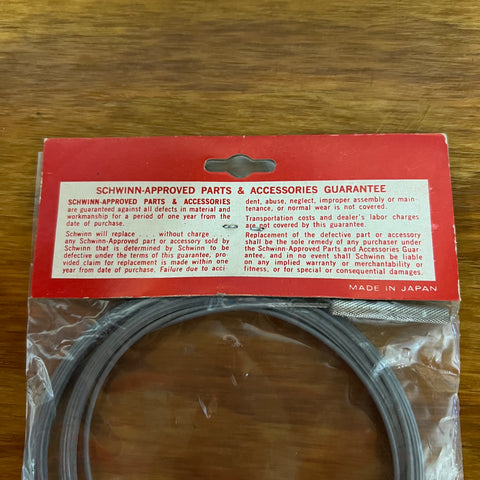 SCHWINN-APPROVED PARTS & ACCESSORIES GUARANTEE
SCHWINN-APPROVED PARTS & ACCESSORIES
are guaranteed against all defects in material and
workmanship for a period of one year from the
date of purchase.
Schwinn will replace . . . without charge . . .
any Schwinn-Approved part or accessory sold by
Schwinn that is determined by Schwinn to be
defective under the terms of this guarantee, pro-
vided claim for replacement is made within one
year from date of purchase. Failure due to acci-
dent, abuse, neglect, improper assembly or main-
tenance, or normal wear is not covered.
Transportation costs and dealer's labor charges
are not covered by this guarantee.
Replacement of the defective part or accessory
shall be the sole remedy of any purchaser under
the Schwinn-Approved Parts and Accessories Guar-
antee, and in no event shall Schwinn be liable
on any implied warranty or merchantability or
fitness, or for special or consequential damages.
MADE IN JAPAN